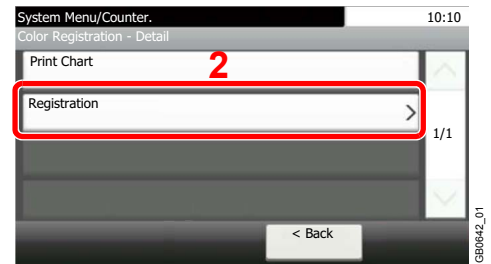 System Menu/Counter. 10:10
Color Registration - Detail
Print Chart
2
Registration
1/1
< Back
GB0642_01